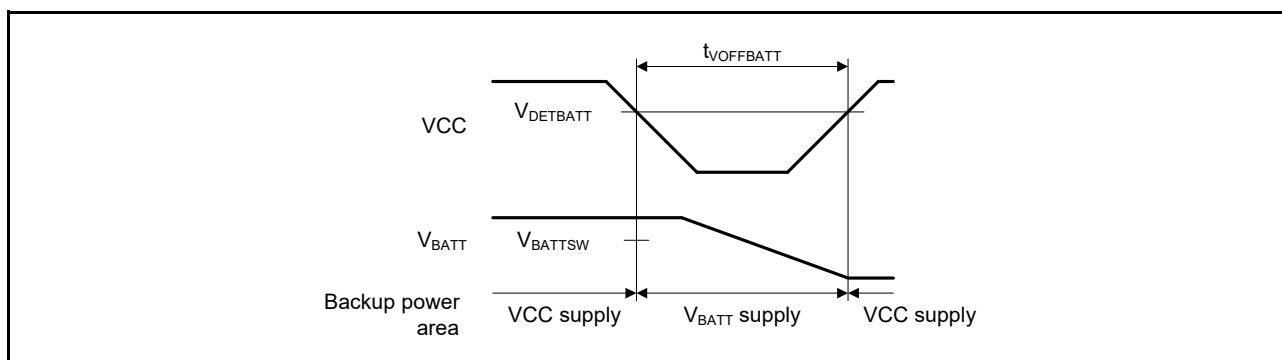 tVOFFBATT
VCC
VDETBATT
VBATT
VBATTSW
Backup power
area
VCC supply
VBATT supply
VCC supply